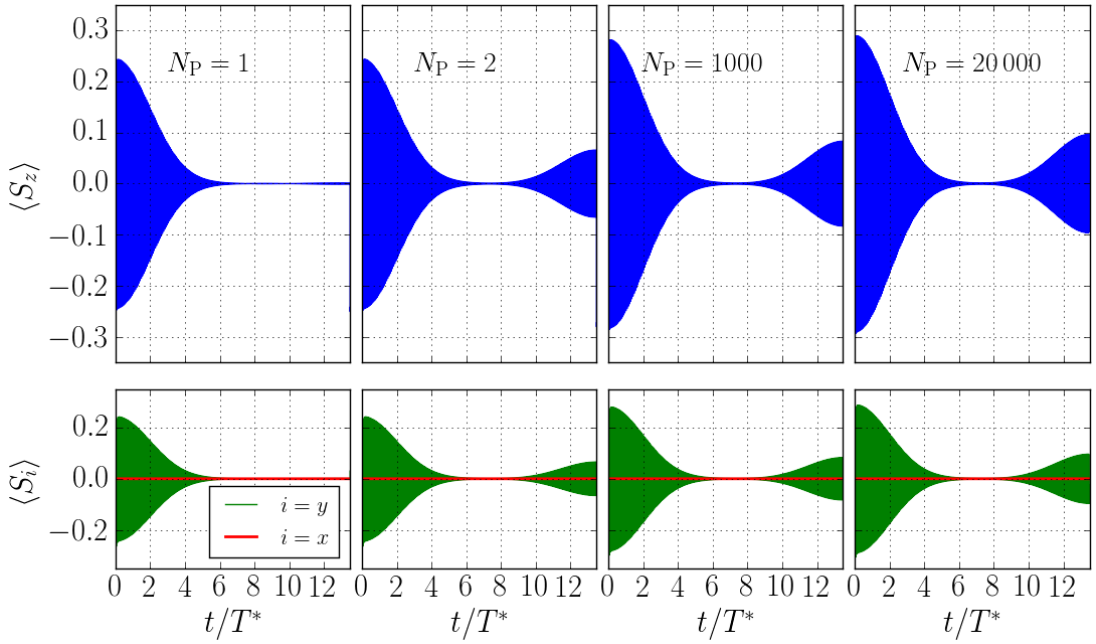 N_P = 1
N_P = 2
N_P = 1000
N_P = 20 000
0.3
0.2
0.1
0.0
−0.1
−0.2
−0.3
⟨S_z⟩
0.2
0.0
−0.2
⟨S_i⟩
i = y
i = x
0 2 4 6 8 10 12
0 2 4 6 8 10 12
0 2 4 6 8 10 12
0 2 4 6 8 10 12
t/T* t/T* t/T* t/T*